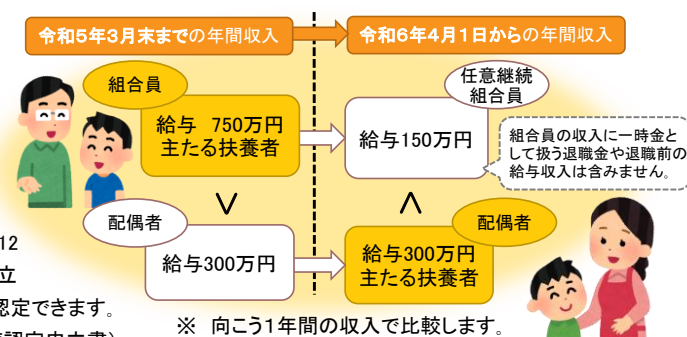 令和5年3月末までの年間収入
令和6年4月1日からの年間収入
組合員
給与 750万円
主たる扶養者
任意継続
組合員
給与150万円
組合員の収入に一時金と
して扱う退職金や退職前の
給与収入は含みません。
∨
∧
配偶者
給与300万円
配偶者
給与300万円
主たる扶養者
12
立
認定できます。
※ 向こう1年間の収入で比較します。